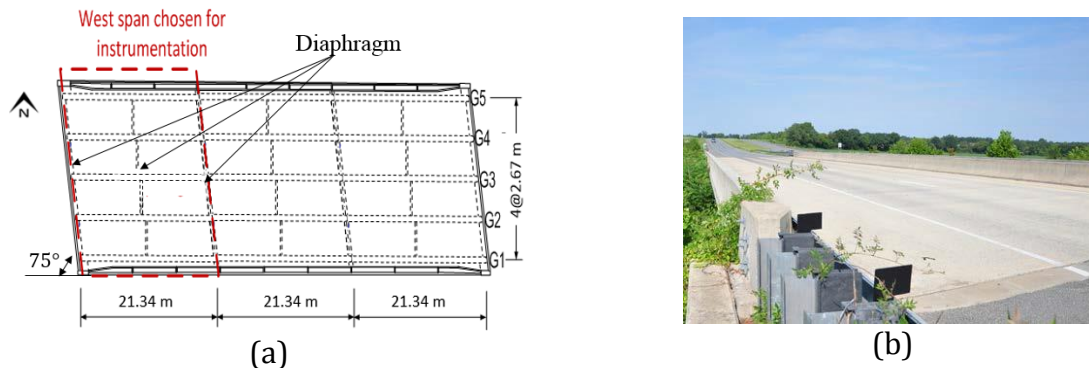 West span chosen for
instrumentation
Diaphragm
N
G5
G4
G3
G2
G1
4@2.67 m
75°
21.34 m
21.34 m
21.34 m
(a)
(b)